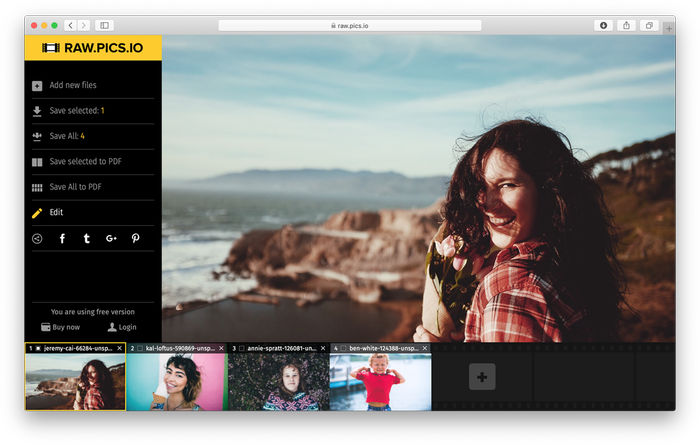 raw.pics.io
RAW.PICS.IO
Add new files
Save selected: 1
Save All: 4
Save selected to PDF
Save All to PDF
Edit
f t G+
You are using free version
Buy now
Login
1 jeremy-cai-66284-unsp... ×
2 kal-loftus-590869-unsp... ×
3 annie-spratt-126081-un... ×
4 ben-white-124388-unsp... ×